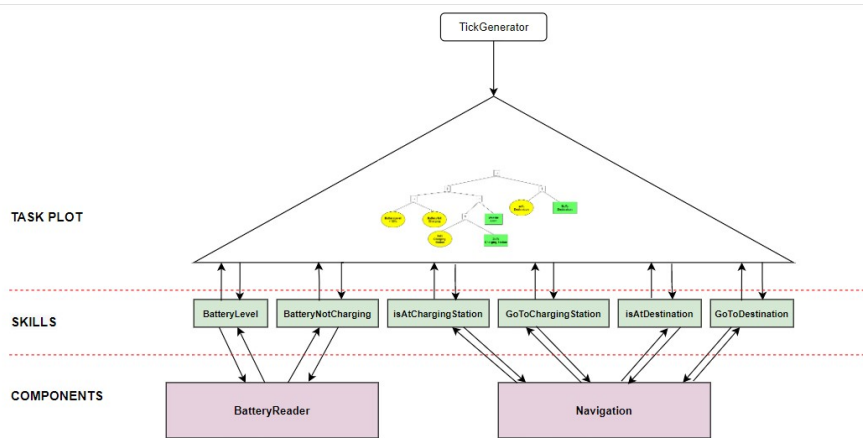 TickGenerator
TASK PLOT
SKILLS
BatteryLevel
BatteryNotCharging
isAtChargingStation
GoToChargingStation
isAtDestination
GoToDestination
COMPONENTS
BatteryReader
Navigation